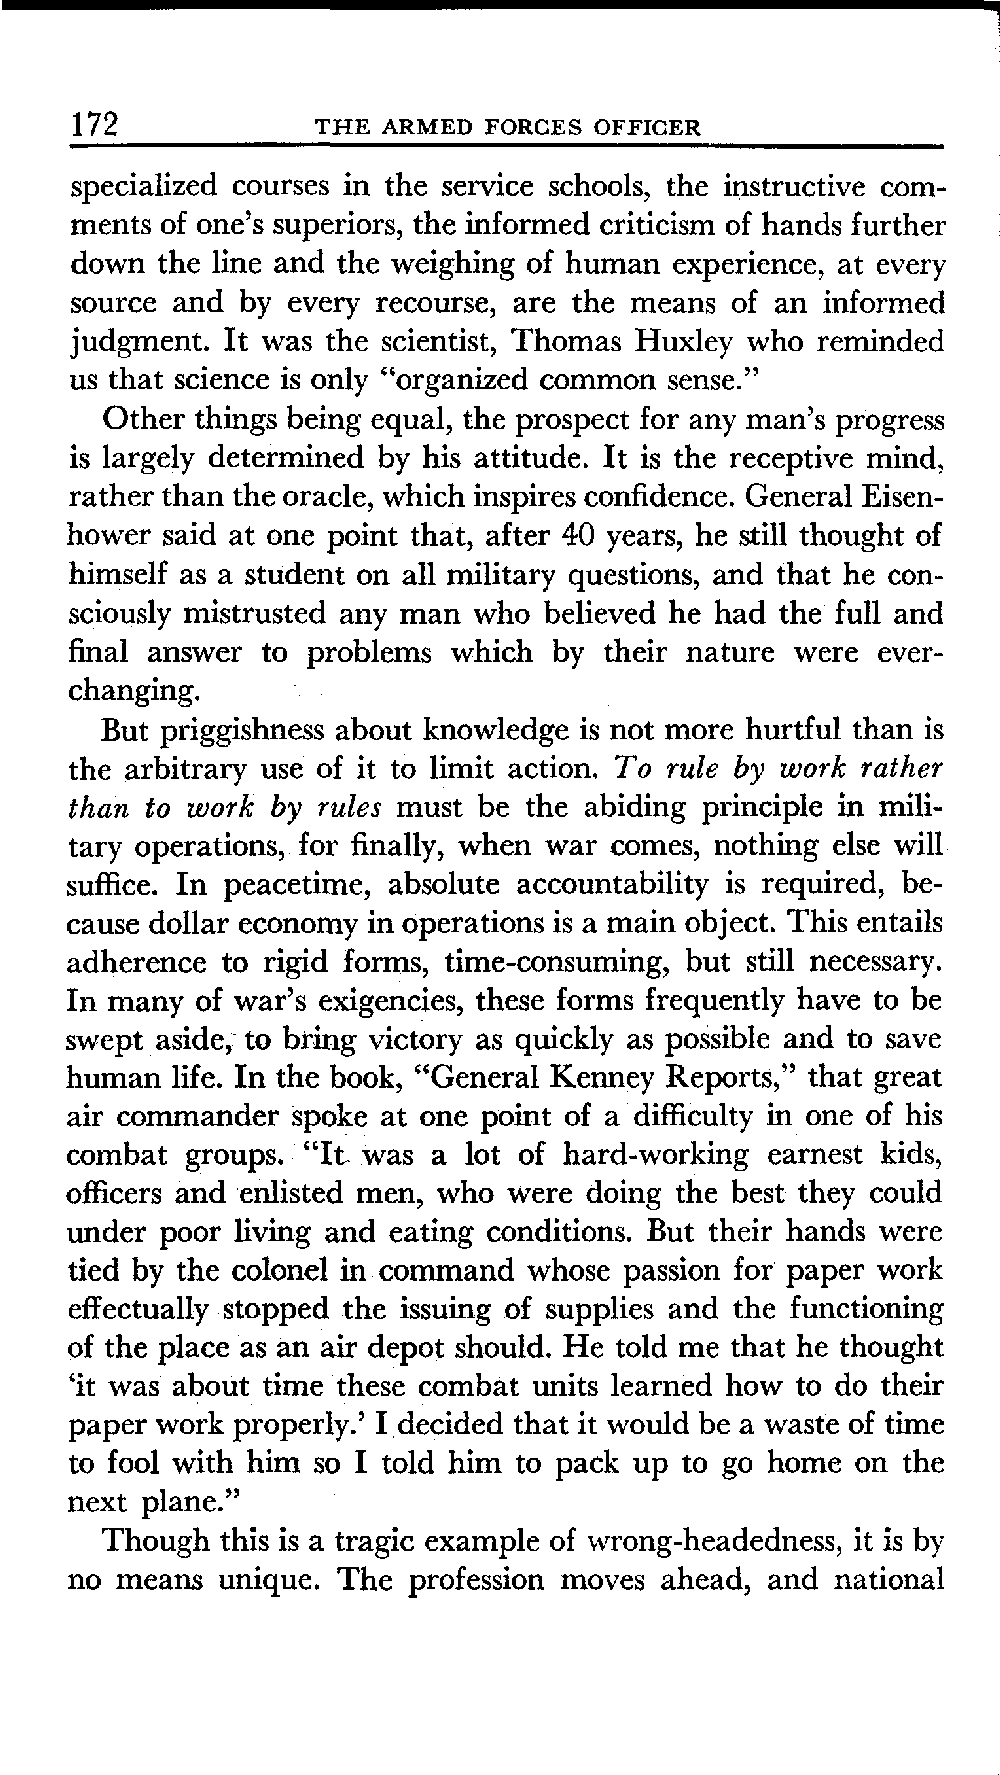 172 THE ARMED FORCES OFFICER
specialized courses in the service schools, the instructive com-
ments of one's superiors, the informed criticism of hands further
down the line and the weighing of human experience, at every
source and by every recourse, are the means of an informed
judgment. It was the scientist, Thomas Huxley who reminded
us that science is only “organized common sense.”
Other things being equal, the prospect for any man's progress
is largely determined by his attitude. It is the receptive mind,
rather than the oracle, which inspires confidence. General Eisen-
hower said at one point that, after 40 years, he still thought of
himself as a student on all military questions, and that he con-
sciously mistrusted any man who believed he had the full and
final answer to problems which by their nature were ever-
changing.
But priggishness about knowledge is not more hurtful than is
the arbitrary use of it to limit action. To rule by work rather
than to work by rules must be the abiding principle in mili-
tary operations, for finally, when war comes, nothing else will
suffice. In peacetime, absolute accountability is required, be-
cause dollar economy in operations is a main object. This entails
adherence to rigid forms, time-consuming, but still necessary.
In many of war's exigencies, these forms frequently have to be
swept aside, to bring victory as quickly as possible and to save
human life. In the book, “General Kenney Reports,” that great
air commander spoke at one point of a difficulty in one of his
combat groups. “It was a lot of hard-working earnest kids,
officers and enlisted men, who were doing the best they could
under poor living and eating conditions. But their hands were
tied by the colonel in command whose passion for paper work
effectually stopped the issuing of supplies and the functioning
of the place as an air depot should. He told me that he thought
‘it was about time these combat units learned how to do their
paper work properly.’ I decided that it would be a waste of time
to fool with him so I told him to pack up to go home on the
next plane.”
Though this is a tragic example of wrong-headedness, it is by
no means unique. The profession moves ahead, and national